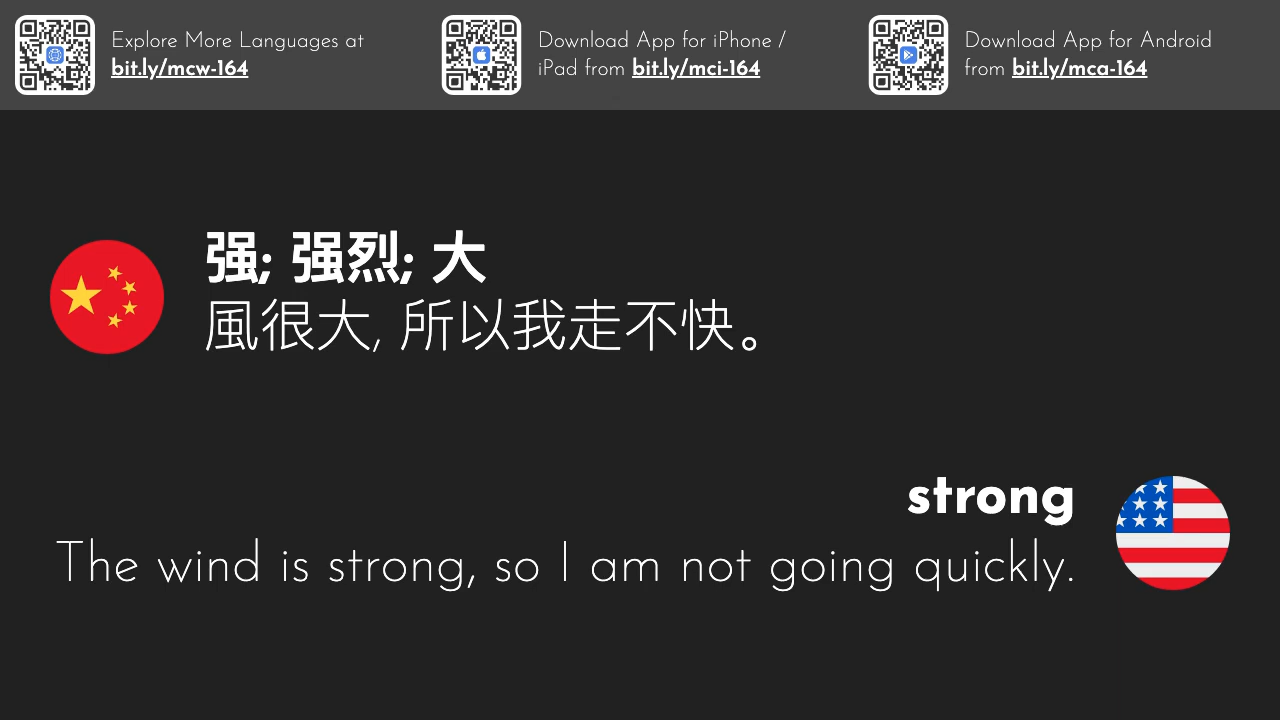 Explore More Languages at
bit.ly/mcw-164
Download App for iPhone /
iPad from bit.ly/mci-164
Download App for Android
from bit.ly/mca-164
强; 强烈; 大
風很大, 所以我走不快。
strong
The wind is strong, so I am not going quickly.